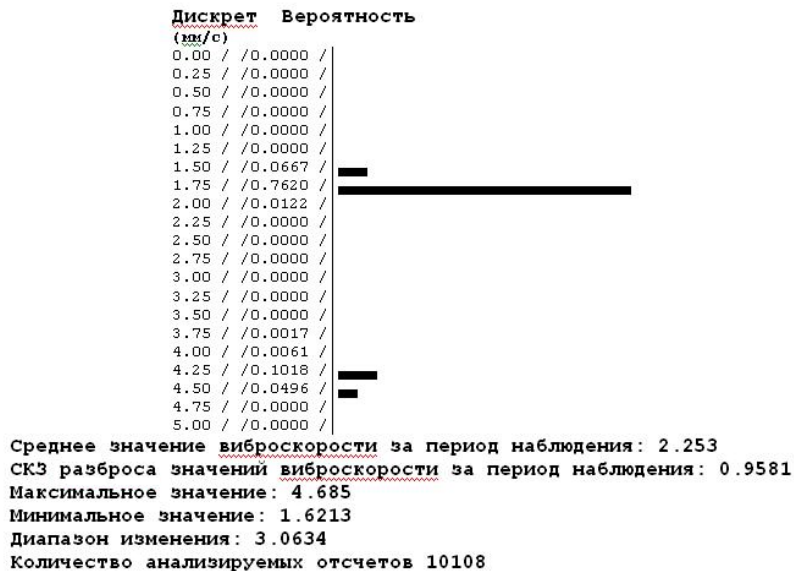 Дискрет Вероятность
(мм/с)
0.00 / /0.0000 /
0.25 / /0.0000 /
0.50 / /0.0000 /
0.75 / /0.0000 /
1.00 / /0.0000 /
1.25 / /0.0000 /
1.50 / /0.0667 /
1.75 / /0.7620 /
2.00 / /0.0122 /
2.25 / /0.0000 /
2.50 / /0.0000 /
2.75 / /0.0000 /
3.00 / /0.0000 /
3.25 / /0.0000 /
3.50 / /0.0000 /
3.75 / /0.0017 /
4.00 / /0.0061 /
4.25 / /0.1018 /
4.50 / /0.0496 /
4.75 / /0.0000 /
5.00 / /0.0000 /
Среднее значение виброскорости за период наблюдения: 2.253
СКЗ разброса значений виброскорости за период наблюдения: 0.9581
Максимальное значение: 4.685
Минимальное значение: 1.6213
Диапазон изменения: 3.0634
Количество анализируемых отсчетов 10108